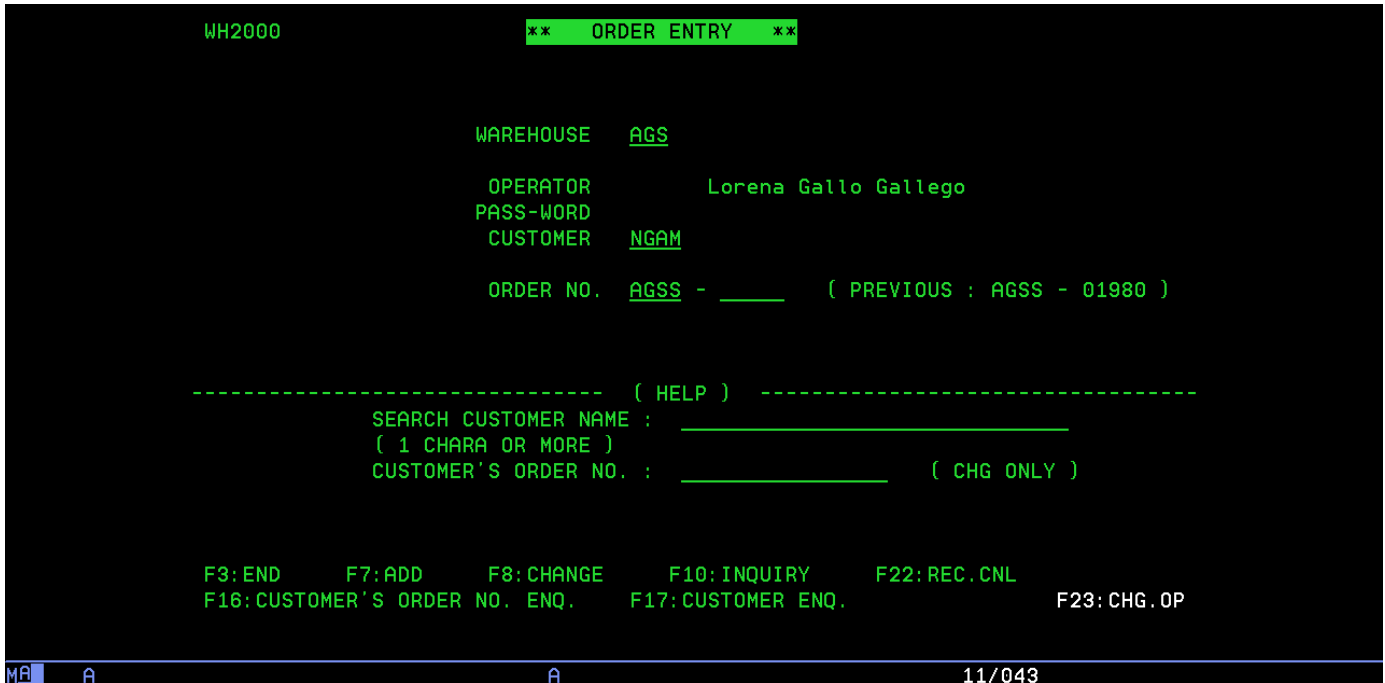 WH2000 ** ORDER ENTRY **
WAREHOUSE AGS
OPERATOR Lorena Gallo Gallego
PASS-WORD
CUSTOMER NGAM
ORDER NO. AGSS - _____ ( PREVIOUS : AGSS - 01980 )
-------------------------------- ( HELP ) ----------------------------------
SEARCH CUSTOMER NAME : ______________________________
( 1 CHARA OR MORE )
CUSTOMER'S ORDER NO. : ________________ ( CHG ONLY )
F3:END F7:ADD F8:CHANGE F10:INQUIRY F22:REC.CNL
F16:CUSTOMER'S ORDER NO. ENQ. F17:CUSTOMER ENQ. F23:CHG.OP
MA A A 11/043